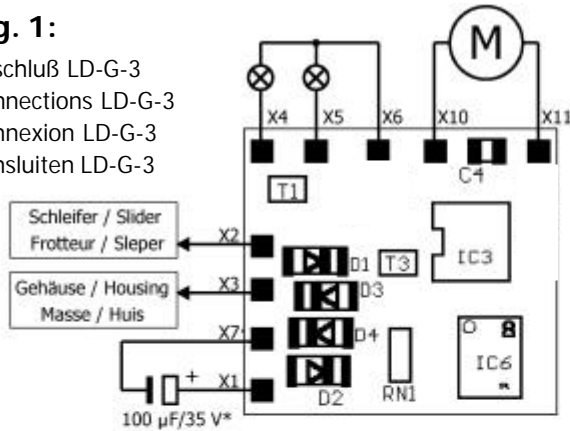 g. 1:
schluß LD-G-3
nnections LD-G-3
nnexion LD-G-3
nsluiten LD-G-3
M
X4 X5 X6 X10 X11
C4
T1
Schleifer / Slider
Frotteur / Sleper
X2
D1 T3 IC3
Gehäuse / Housing
Masse / Huis
X3
D3
X7
D4
8
IC6
+
X1
D2 RN1
100 µF/35 V*